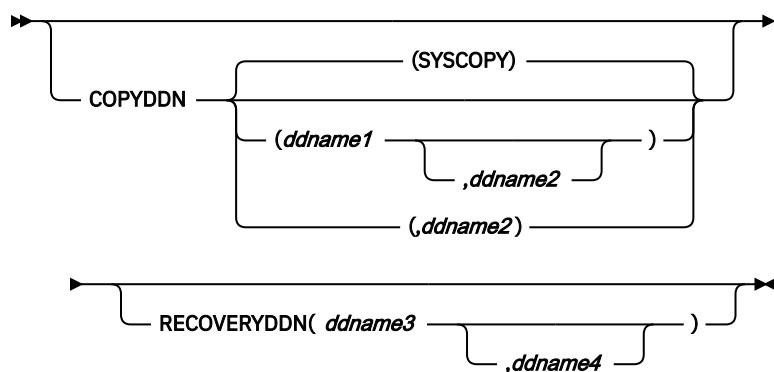 (SYSCOPY)
COPYDDN
(ddname1 )
,ddname2
(,ddname2)
RECOVERYDDN( ddname3 )
,ddname4